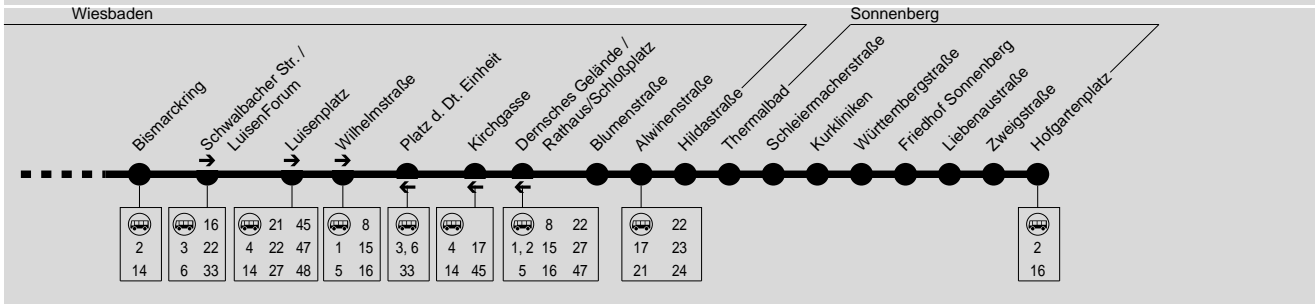 Wiesbaden
Sonnenberg
Bismarckring
Schwalbacher Str. /
LuisenForum
Luisenplatz
Wilhelmstraße
Platz d. Dt. Einheit
Kirchgasse
Dernsches Gelände /
Rathaus/Schloßplatz
Blumenstraße
Alwinenstraße
Hildastraße
Thermalbad
Schleiermacherstraße
Kurkliniken
Württembergstraße
Friedhof Sonnenberg
Liebenaustraße
Zweigstraße
Hofgartenplatz
2
14
16
3 22
6 33
21 45
4 22 47
14 27 48
8
1 15
5 16
3, 6
33
4 17
14 45
8 22
1, 2 15 27
5 16 47
22
17 23
21 24
2
16